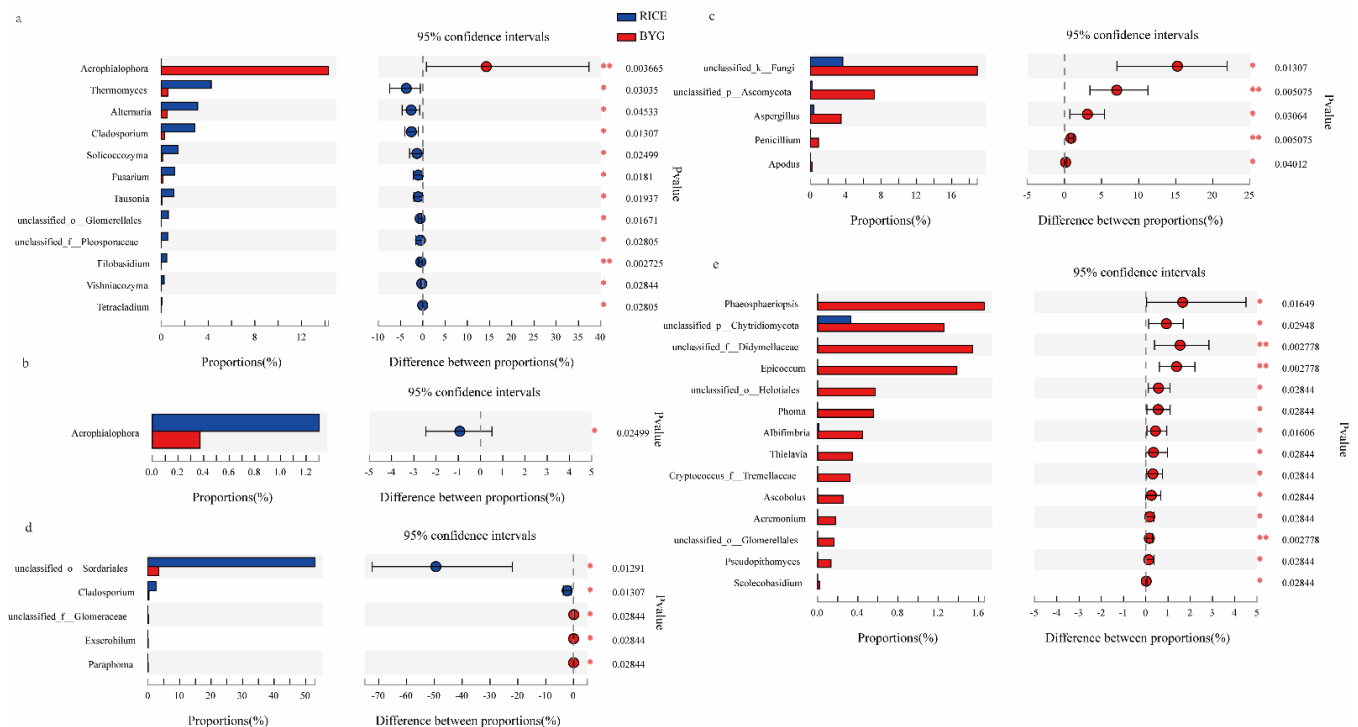 a
RICE
BYG
95% confidence intervals
Acrophialophora
0.003665
Thermomyces
0.03035
Alternaria
0.04533
Cladosporium
0.01307
Solicoccozyma
0.02499
Fusarium
0.0181
Tausonia
0.01937
unclassified_o__Glomerellales
0.01671
unclassified_f__Pleosporaceae
0.02805
Filobasidium
0.002725
Vishniacozyma
0.02844
Tetracladium
0.02805
** * * * * * * * * ** * *
Pvalue
0 4 8 12
-10 -5 0 5 10 15 20 25 30 35 40
Proportions(%)
Difference between proportions(%)
b
95% confidence intervals
Acrophialophora
* 0.02499
Pvalue
0.0 0.2 0.4 0.6 0.8 1.0 1.2
-5 -4 -3 -2 -1 0 1 2 3 4 5
Proportions(%)
Difference between proportions(%)
d
95% confidence intervals
unclassified_o__Sordariales
* 0.01291
Cladosporium
* 0.01307
unclassified_f__Glomeraceae
* 0.02844
Exserohilum
* 0.02844
Paraphoma
* 0.02844
Pvalue
0 10 20 30 40 50
-70 -60 -50 -40 -30 -20 -10 0 5
Proportions(%)
Difference between proportions(%)
c
95% confidence intervals
unclassified_k__Fungi
* 0.01307
unclassified_p__Ascomycota
** 0.005075
Aspergillus
* 0.03064
Penicillium
** 0.005075
Apodus
* 0.04012
Pvalue
0 4 8 12 16
-5 0 5 10 15 20 25
Proportions(%)
Difference between proportions(%)
e
95% confidence intervals
Phaeosphaeriopsis
* 0.01649
unclassified_p__Chytridiomycota
* 0.02948
unclassified_f__Didymellaceae
** 0.002778
Epicoccum
** 0.002778
unclassified_o__Helotiales
* 0.02844
Phoma
* 0.02844
Albifimbria
* 0.01606
Thielavia
* 0.02844
Cryptococcus_f__Tremellaceae
* 0.02844
Ascobolus
* 0.02844
Acremonium
* 0.02844
unclassified_o__Glomerellales
** 0.002778
Pseudopithomyces
* 0.02844
Scolecobasidium
* 0.02844
Pvalue
0.0 0.4 0.8 1.2 1.6
-5 -5 -3 -2 -1 0 1 2 3 4 5
Proportions(%)
Difference between proportions(%)